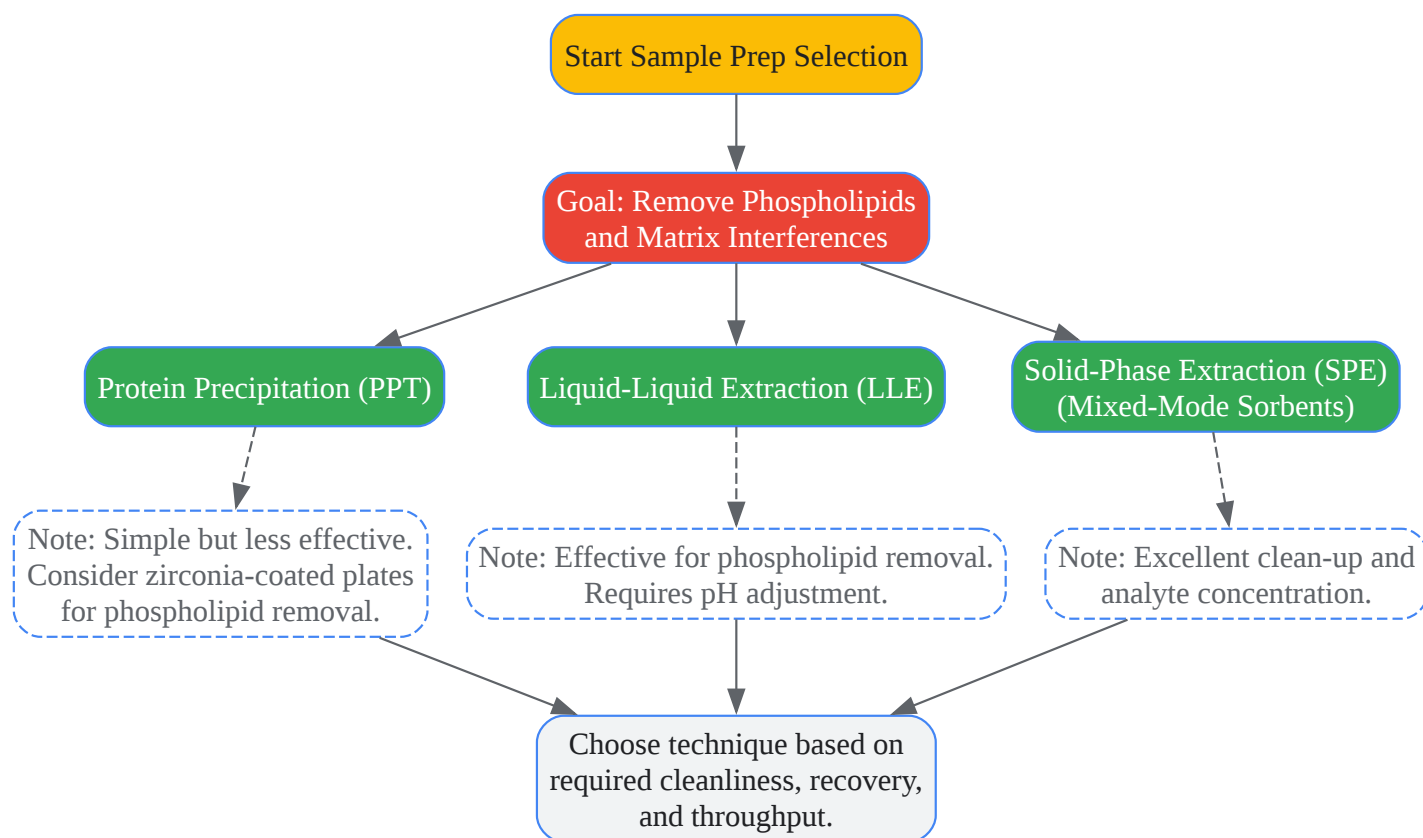 Start Sample Prep Selection
Goal: Remove Phospholipids
and Matrix Interferences
Protein Precipitation (PPT)
Liquid-Liquid Extraction (LLE)
Solid-Phase Extraction (SPE)
(Mixed-Mode Sorbents)
Note: Simple but less effective.
Consider zirconia-coated plates
for phospholipid removal.
Note: Effective for phospholipid removal.
Requires pH adjustment.
Note: Excellent clean-up and
analyte concentration.
Choose technique based on
required cleanliness, recovery,
and throughput.